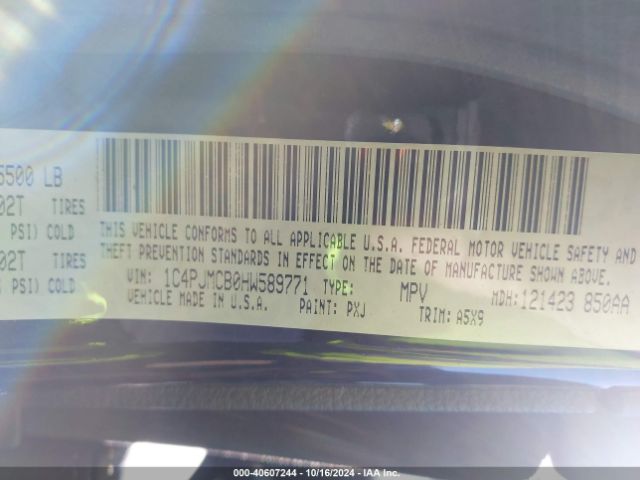 5500 LB
02T TIRES
PSI) COLD
02T TIRES
PSI) COLD
THIS VEHICLE CONFORMS TO ALL APPLICABLE U.S.A. FEDERAL MOTOR VEHICLE SAFETY AND
THEFT PREVENTION STANDARDS IN EFFECT ON THE DATE OF MANUFACTURE SHOWN ABOVE.
VIN: 1C4PJMCB0HW589771 TYPE: MPV MDH: 121423 850AA
VEHICLE MADE IN U.S.A. PAINT: PXJ TRIM: A5X9
000-40607244 - 10/16/2024 - IAA Inc.